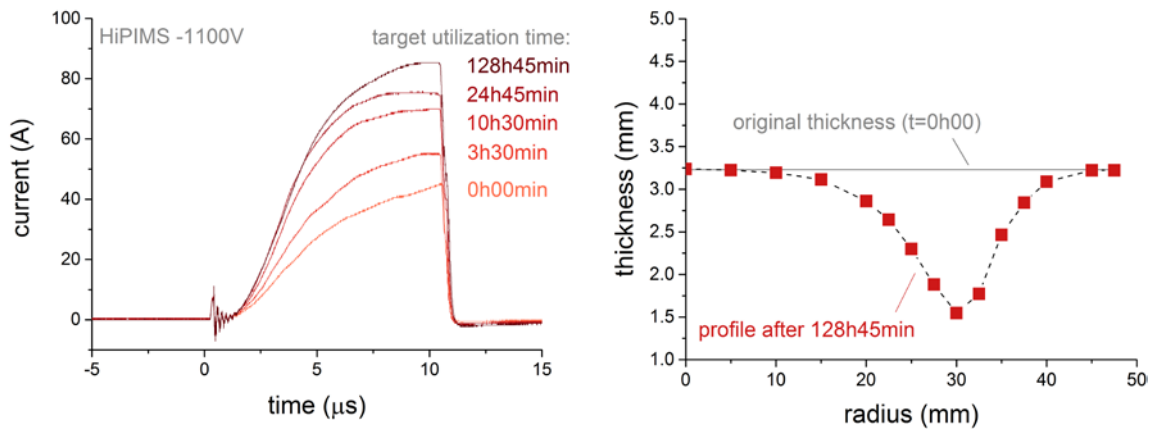 HiPIMS -1100V
target utilization time:
128h45min
24h45min
10h30min
3h30min
0h00min
100
80
60
40
20
0
current (A)
-5
0
5
10
15
time (μs)
5.0
4.5
4.0
3.5
3.0
2.5
2.0
1.5
1.0
thickness (mm)
original thickness (t=0h00)
profile after 128h45min
0
10
20
30
40
50
radius (mm)